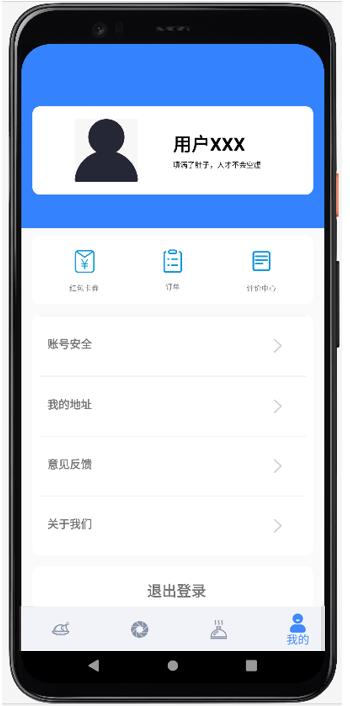 用户XXX
填满了肚子，人才不会空虚
红包卡券
订单
评价中心
账号安全
我的地址
意见反馈
关于我们
退出登录
我的